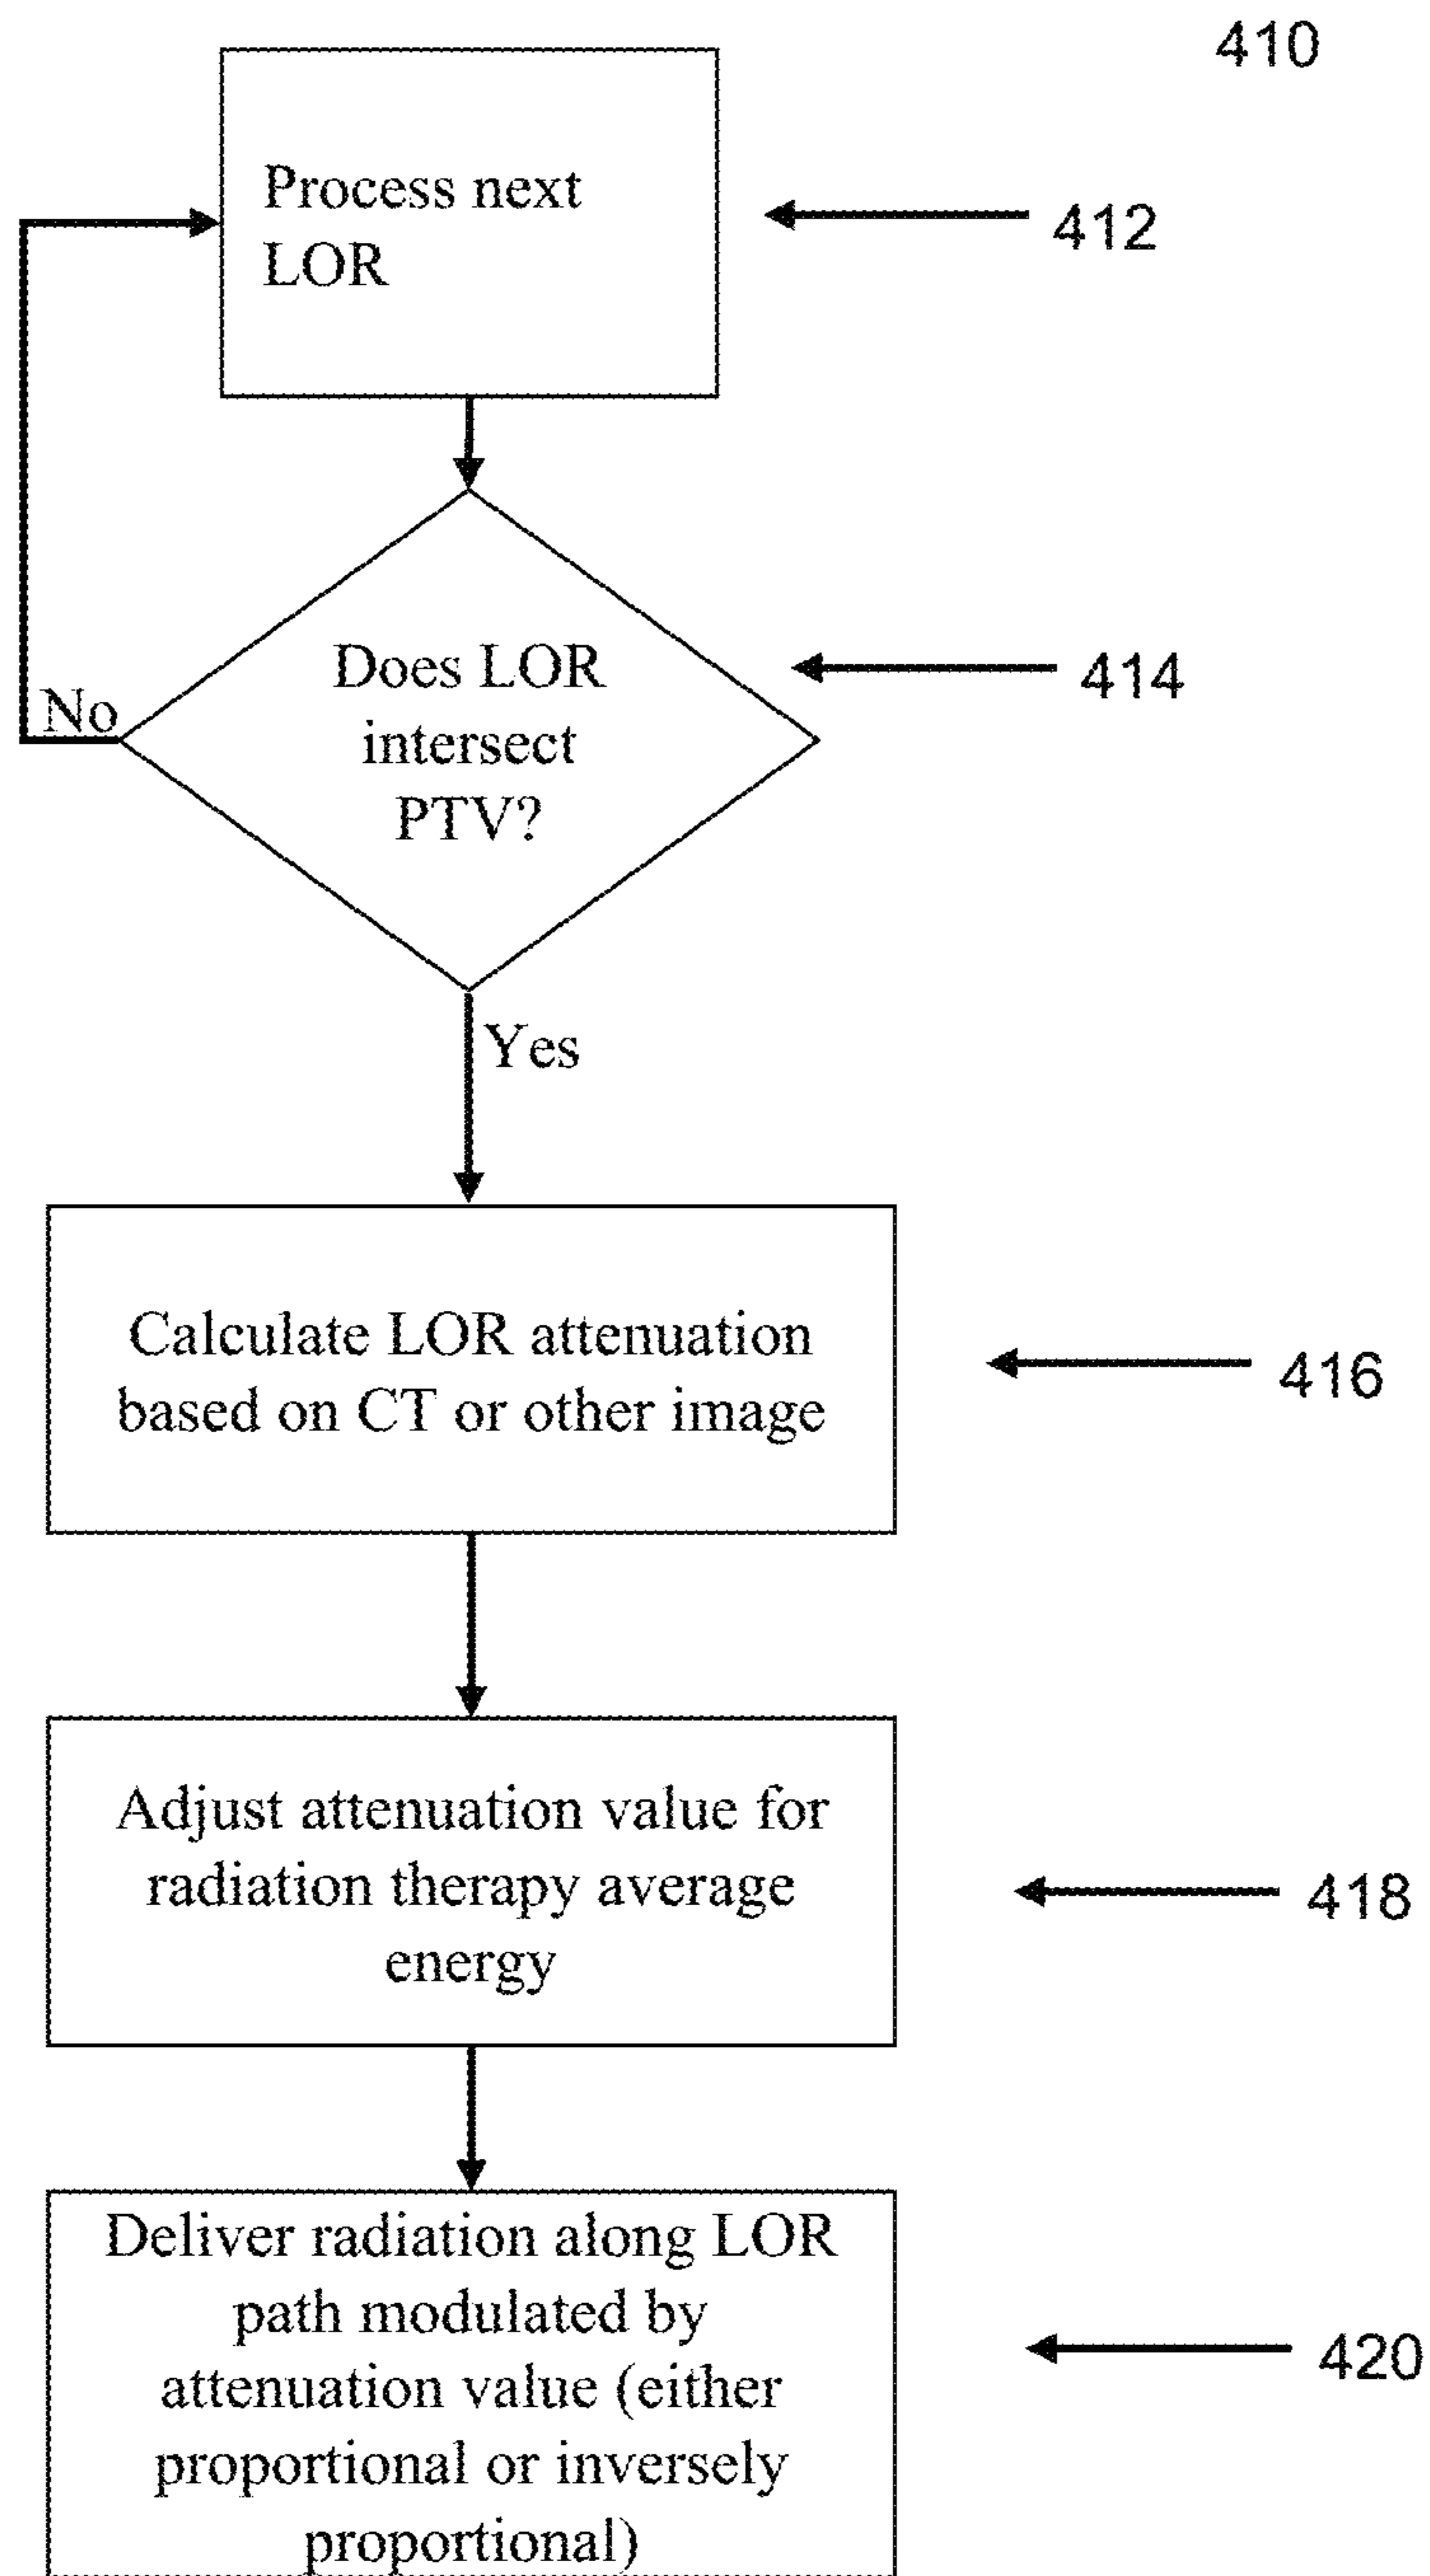 410
Process next
LOR
412
Does LOR
intersect
PTV?
414
No
Yes
Calculate LOR attenuation
based on CT or other image
416
Adjust attenuation value for
radiation therapy average
energy
418
Deliver radiation along LOR
path modulated by
attenuation value (either
proportional or inversely
proportional)
420